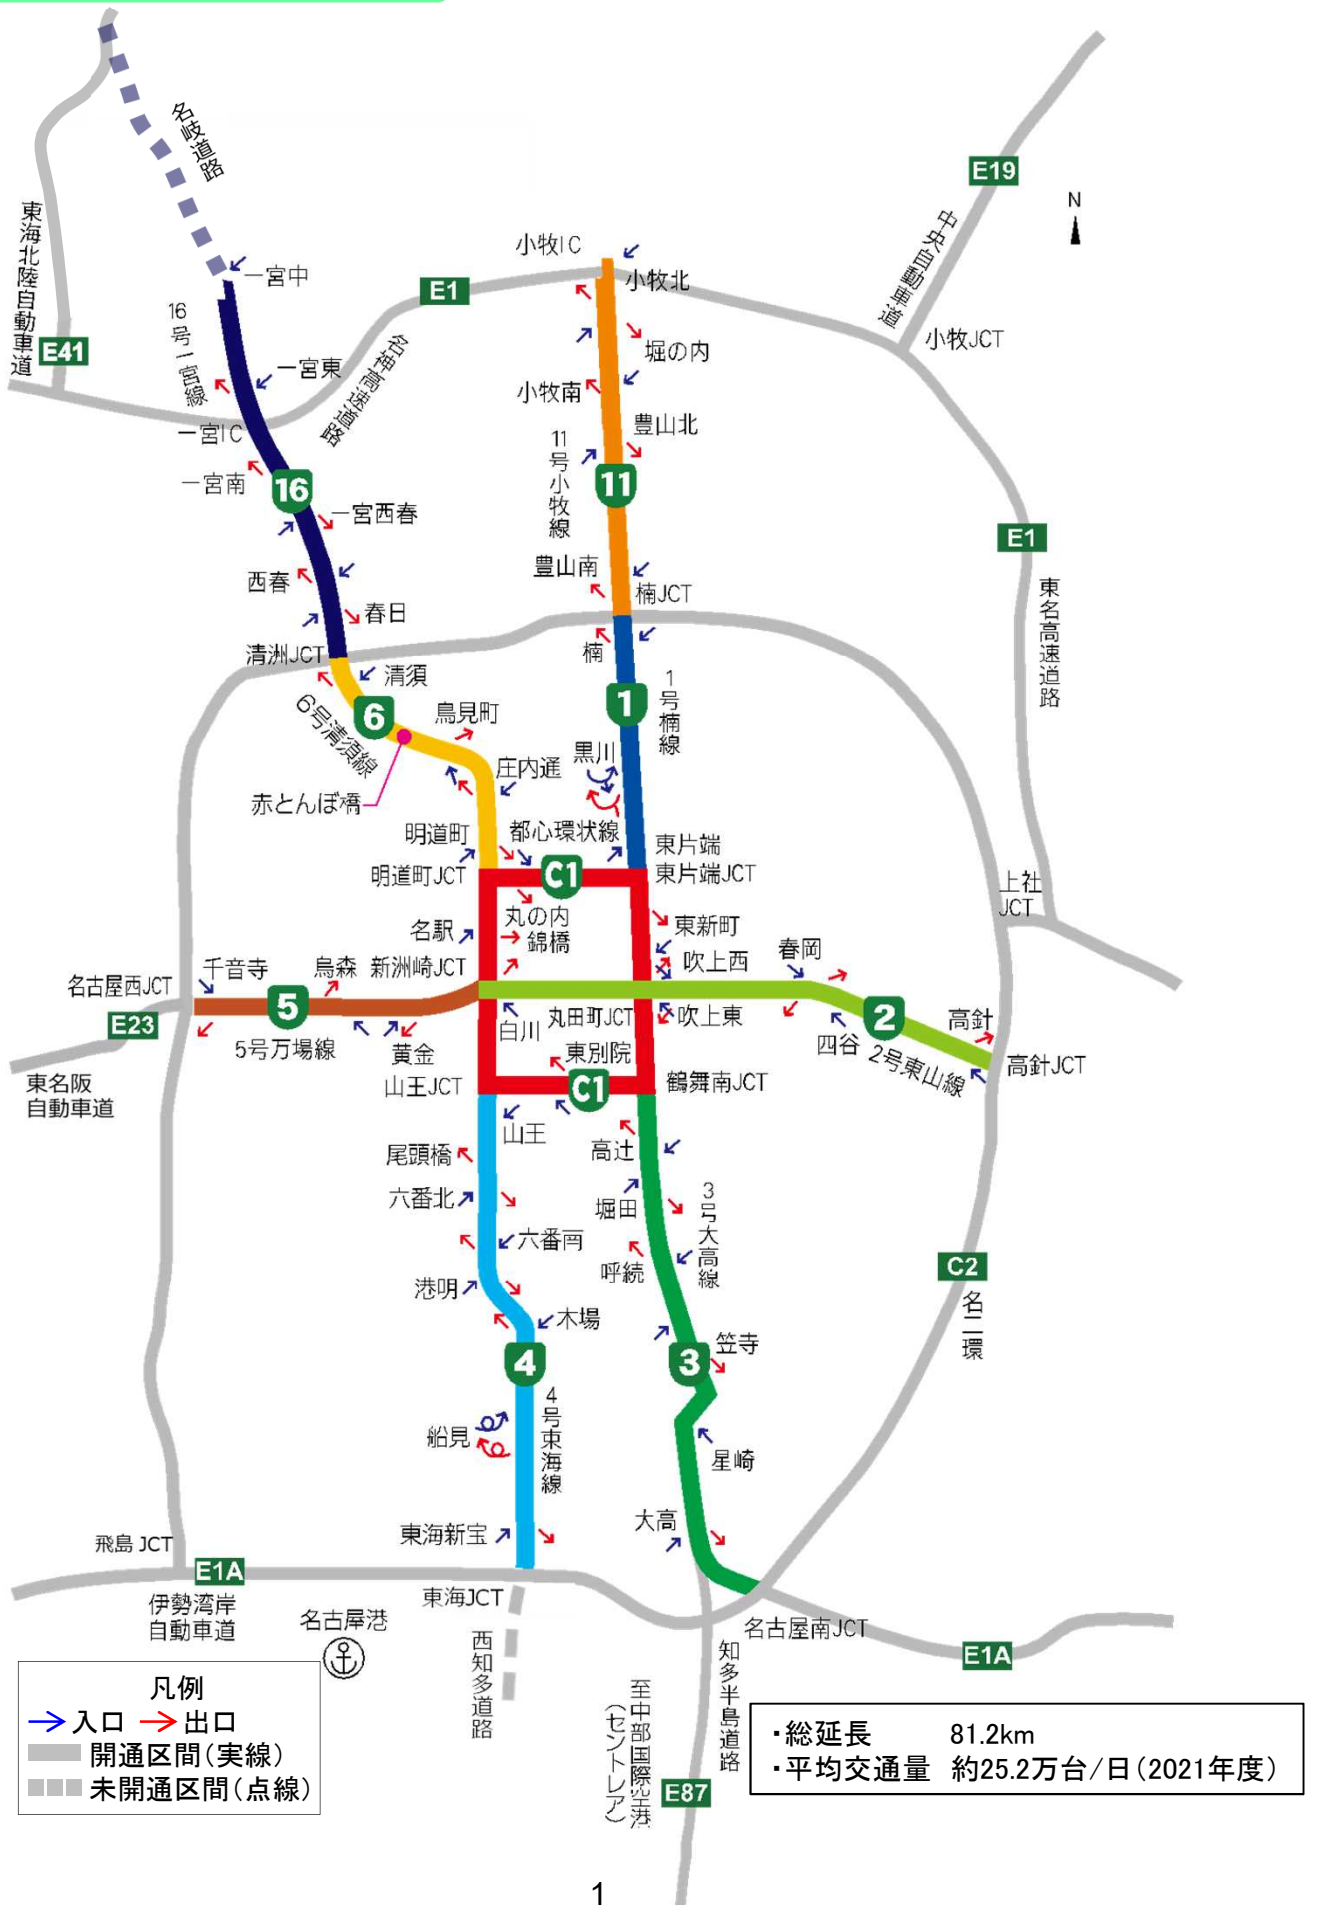 名岐道路
E19
N
東海北陸自動車道
中央自動車道
小牧IC
一宮中
小牧北
E1
16号一宮線
E41
堀の内
小牧JCT
名神高速道路
一宮東
小牧南
豊山北
一宮IC
11号小牧線
一宮南
16
11
一宮西春
E1
豊山南
西春
楠JCT
東名高速道路
春日
清洲JCT
楠
清須
1号楠線
6号清須線
6
1
鳥見町
黒川
庄内通
赤とんぼ橋
明道町
都心環状線
東片端
明道町JCT
C1
東片端JCT
上社
JCT
丸の内
東新町
名駅
錦橋
春岡
吹上西
千音寺
烏森
新洲崎JCT
名古屋西JCT
5
2
E23
白川
丸田町JCT
吹上東
高針
5号万場線
黄金
四谷
2号東山線
東別院
高針JCT
東名阪
自動車道
山王JCT
C1
鶴舞南JCT
山王
尾頭橋
高辻
六番北
堀田
3号大高線
六番南
呼続
C2
港明
名二環
木場
笠寺
4
3
4号東海線
船見
星崎
大高
東海新宝
飛島 JCT
E1A
伊勢湾岸
自動車道
東海JCT
名古屋港
名古屋南JCT
西知多道路
知多半島道路
E1A
至中部国際空港
（セントレア）
E87
凡例
入口 出口
開通区間（実線）
未開通区間（点線）
・総延長 81.2km
・平均交通量 約25.2万台/日（2021年度）
1